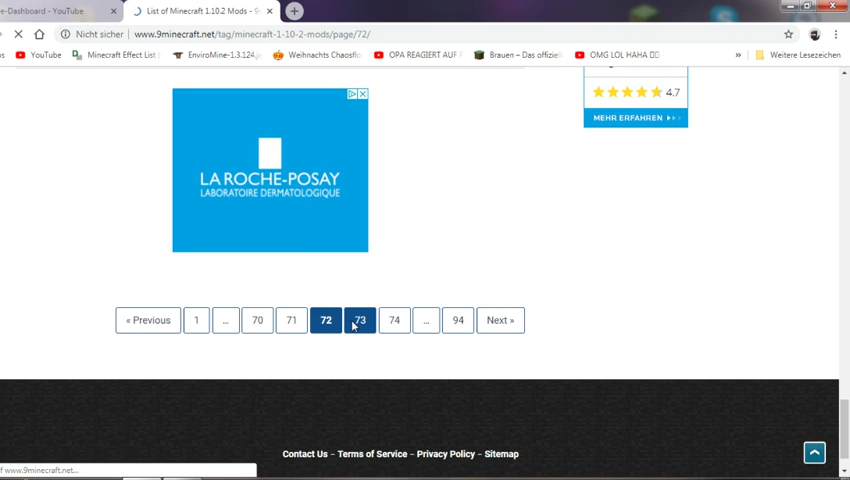 e-Dashboard - YouTube
List of Minecraft 1.10.2 Mods - 9
Nicht sicher
www.9minecraft.net/tag/minecraft-1-10-2-mods/page/72/
YouTube
Minecraft Effect List
EnviroMine-1.3.124.j
Weihnachts Chaosflo
OPA REAGIERT AUF F
Brauen – Das offizie
OMG LOL HAHA
»
Weitere Lesezeichen
4.7
MEHR ERFAHREN
LA ROCHE-POSAY
LABORATOIRE DERMATOLOGIQUE
« Previous 1 ... 70 71 72 73 74 ... 94 Next »
Contact Us – Terms of Service – Privacy Policy – Sitemap
of www.9minecraft.net...